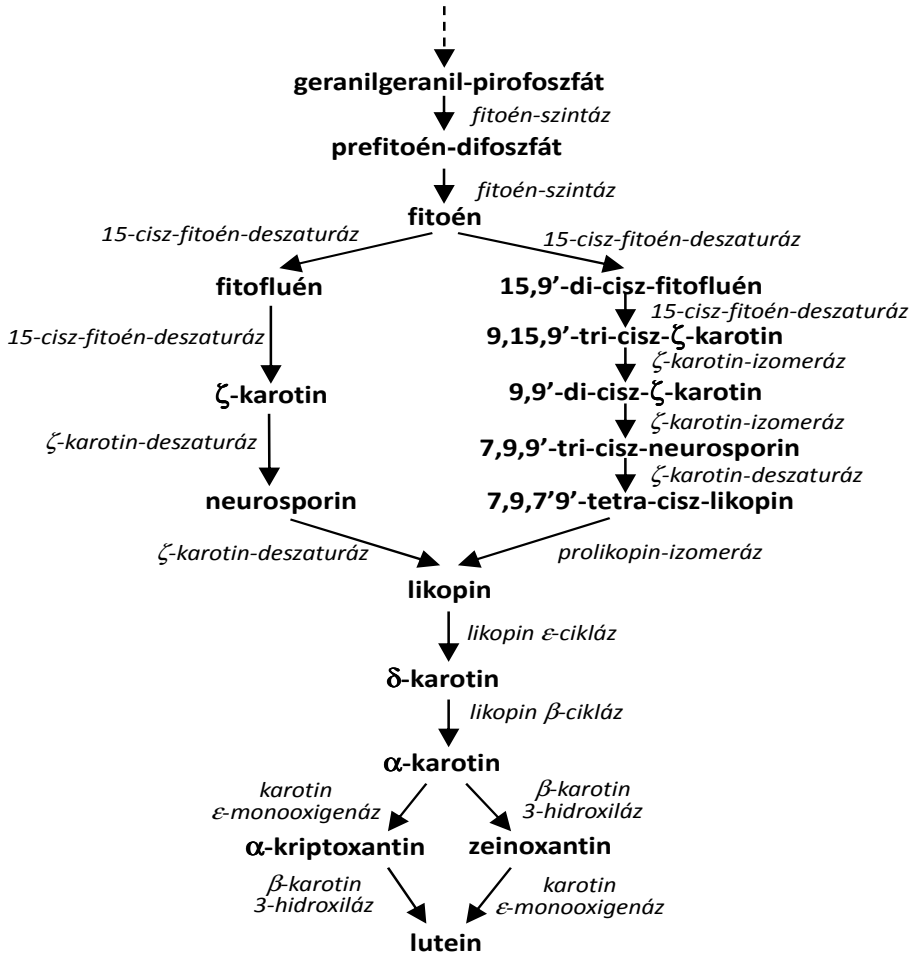 geranilgeranil-pirofoszfát
fitoén-szintáz
prefitoén-difoszfát
fitoén-szintáz
fitoén
15-cisz-fitoén-deszaturáz
15-cisz-fitoén-deszaturáz
fitofluén
15,9’-di-cisz-fitofluén
15-cisz-fitoén-deszaturáz
15-cisz-fitoén-deszaturáz
9,15,9’-tri-cisz-ζ-karotin
ζ-karotin-izomeráz
ζ-karotin
9,9’-di-cisz-ζ-karotin
ζ-karotin-deszaturáz
ζ-karotin-izomeráz
7,9,9’-tri-cisz-neurosporin
ζ-karotin-deszaturáz
neurosporin
7,9,7’9’-tetra-cisz-likopin
ζ-karotin-deszaturáz
prolikopin-izomeráz
likopin
likopin ε-cikláz
δ-karotin
likopin β-cikláz
α-karotin
karotin
ε-monooxigenáz
β-karotin
3-hidroxiláz
α-kriptoxantin
zeinoxantin
β-karotin
3-hidroxiláz
karotin
ε-monooxigenáz
lutein